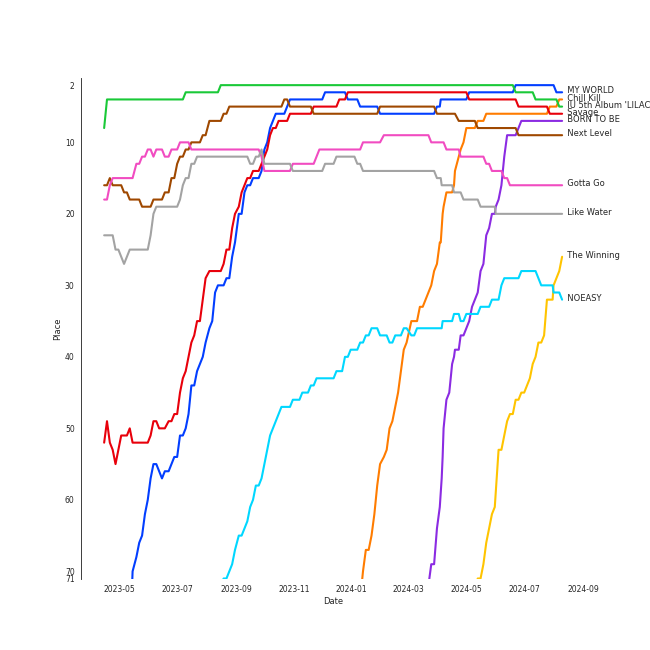 2
10
20
30
40
50
60
70
71
Place
2023-05
2023-07
2023-09
2023-11
2024-01
2024-03
2024-05
2024-07
2024-09
Date
MY WORLD
Chill Kill
IU 5th Album 'LILAC
Savage
BORN TO BE
Next Level
Gotta Go
Like Water
The Winning
NOEASY